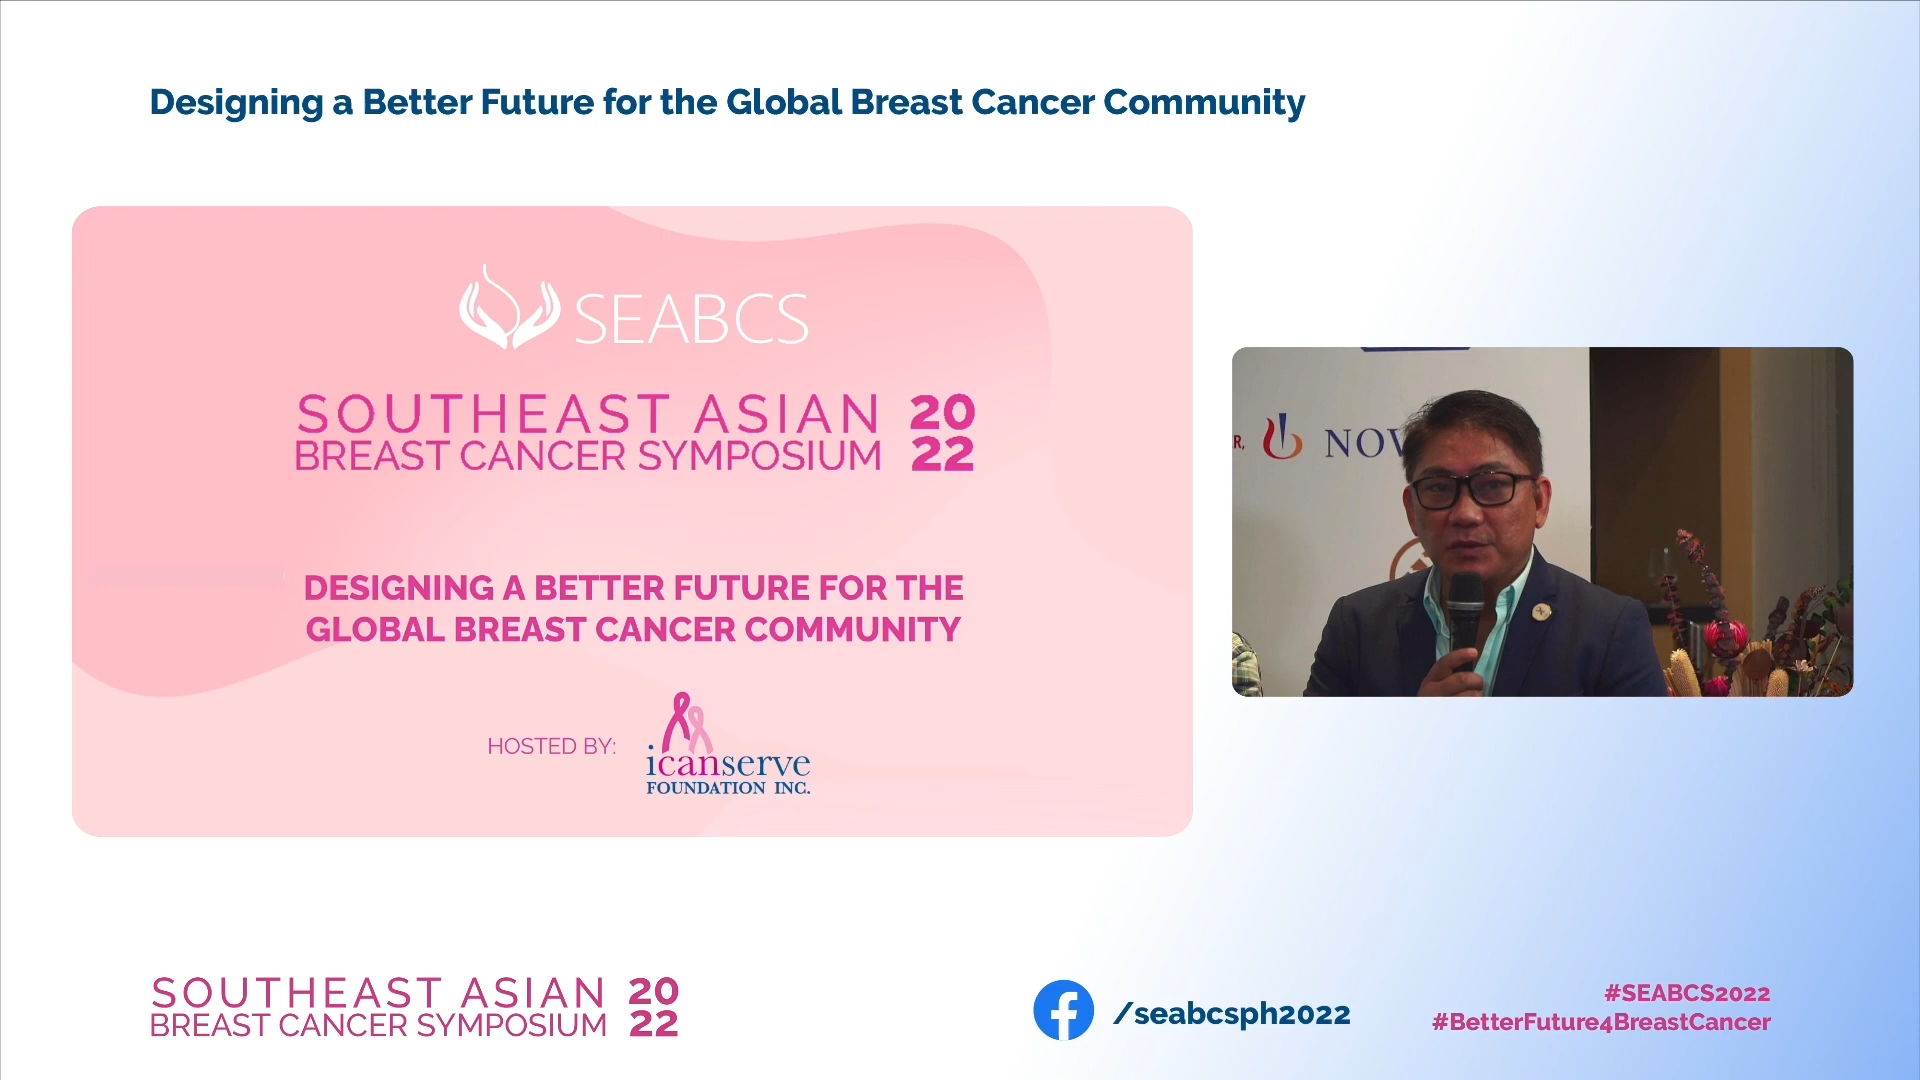 Designing a Better Future for the Global Breast Cancer Community
SEABCS
SOUTHEAST ASIAN 20
BREAST CANCER SYMPOSIUM 22
DESIGNING A BETTER FUTURE FOR THE
GLOBAL BREAST CANCER COMMUNITY
HOSTED BY:
icanserve
FOUNDATION INC.
R,
NOV
SOUTHEAST ASIAN 20
BREAST CANCER SYMPOSIUM 22
/seabcsph2022
#SEABCS2022
#BetterFuture4BreastCancer